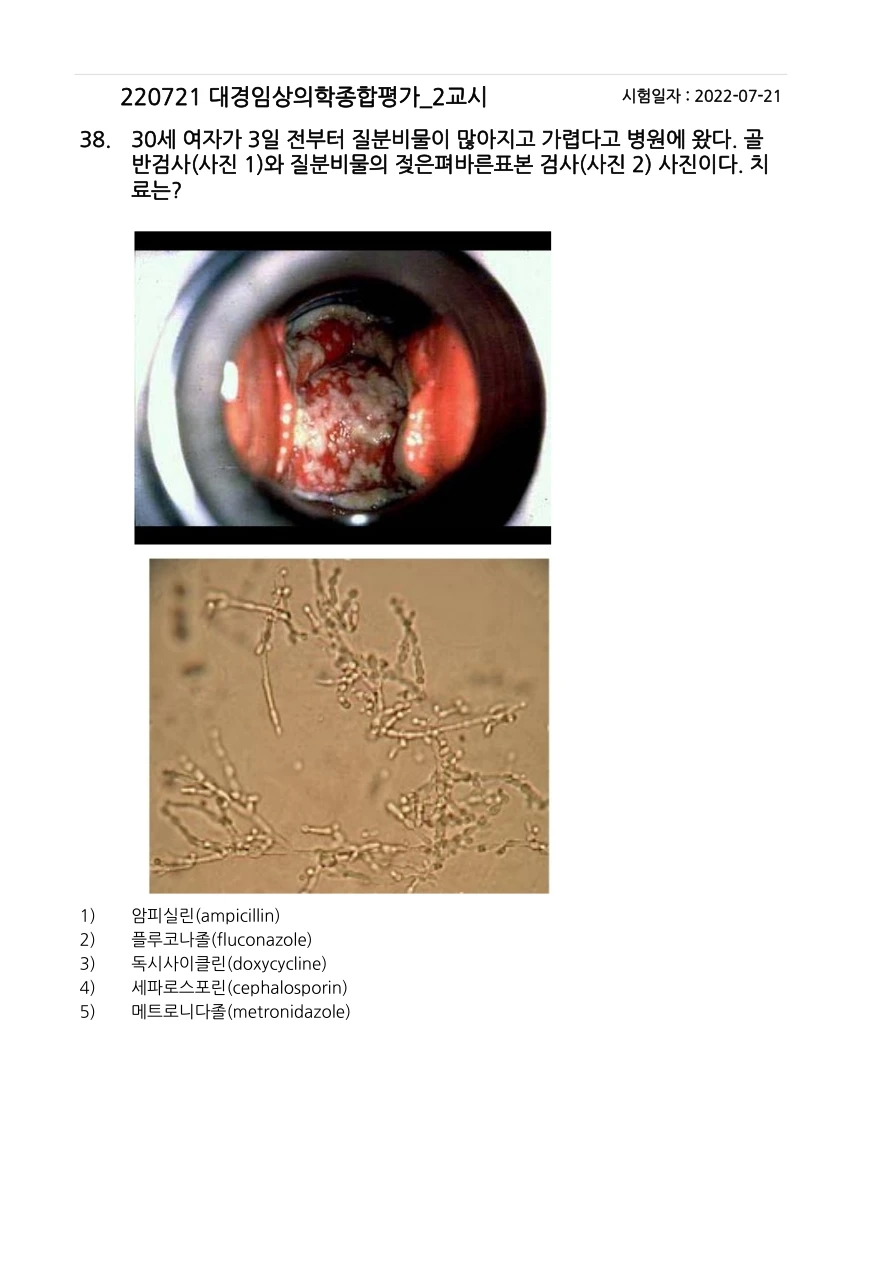 220721 대경임상의학종합평가_2교시
시험일자 : 2022-07-21
38. 30세 여자가 3일 전부터 질분비물이 많아지고 가렵다고 병원에 왔다. 골
반검사(사진 1)와 질분비물의 젖은펴바른표본 검사(사진 2) 사진이다. 치
료는?
1) 암피실린(ampicillin)
2) 플루코나졸(fluconazole)
3) 독시사이클린(doxycycline)
4) 세파로스포린(cephalosporin)
5) 메트로니다졸(metronidazole)